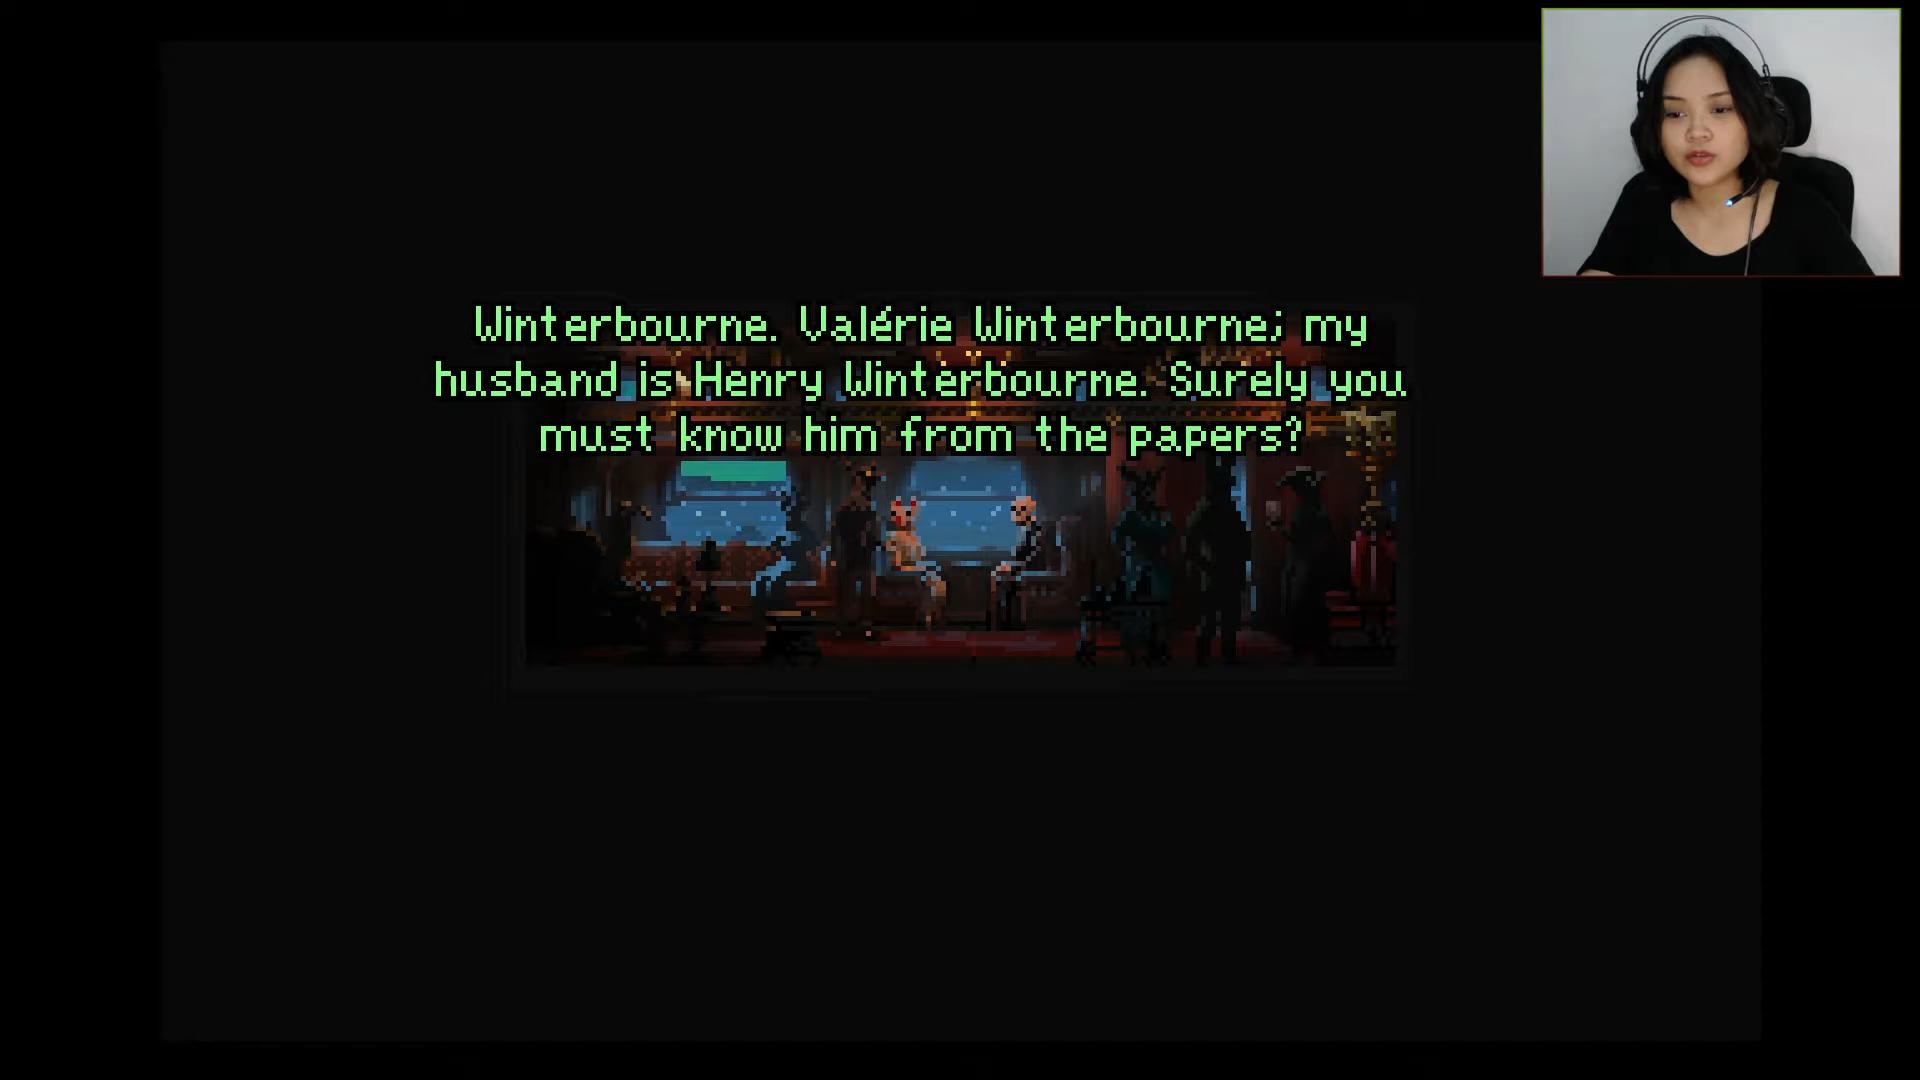 Winterbourne. Valérie Winterbourne; my
husband is Henry Winterbourne. Surely you
must know him from the papers?